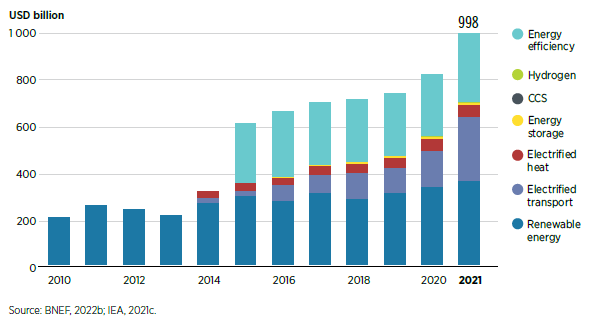 USD billion
998
1 000
800
600
400
200
0
2010
2012
2014
2016
2018
2020
2021
Energy
efficiency
Hydrogen
CCS
Energy
storage
Electrified
heat
Electrified
transport
Renewable
energy
Source: BNEF, 2022b; IEA, 2021c.